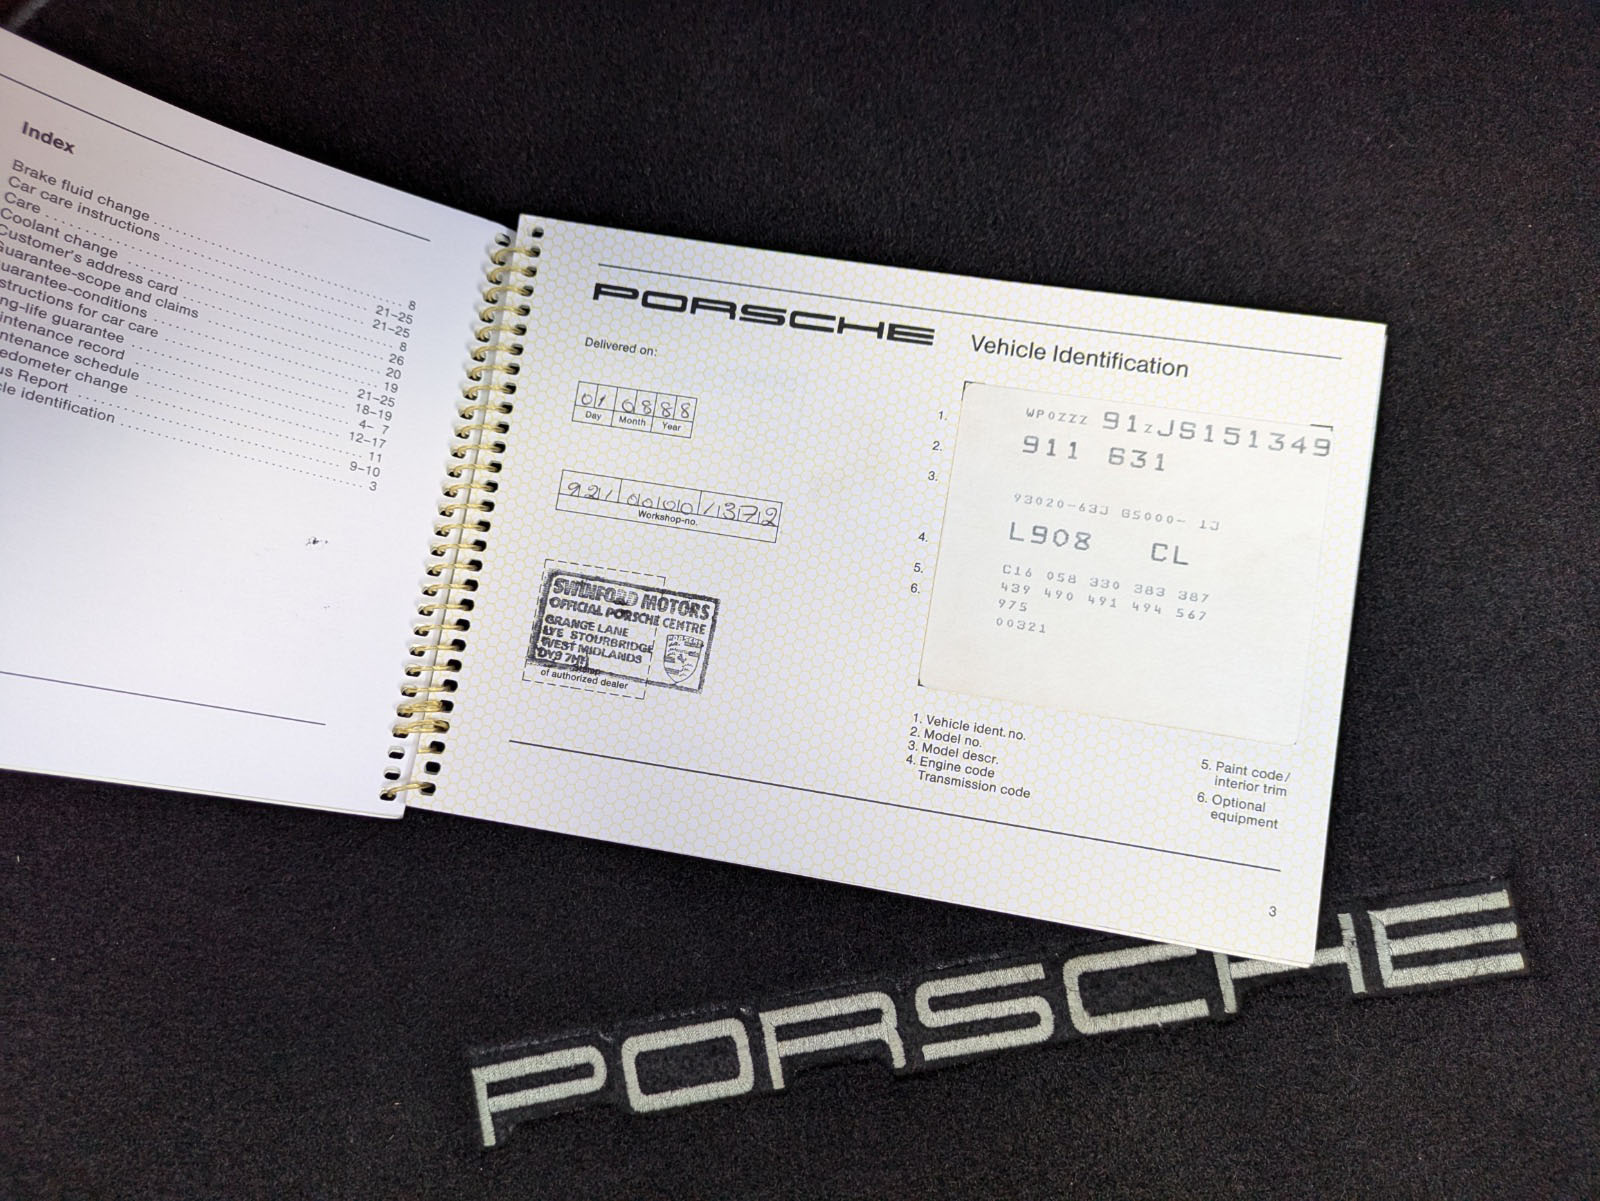 Index
Brake fluid change 8
Car care instructions 21–25
Care 21–25
Coolant change 8
Customer's address card 26
Guarantee-scope and claims 20
uarantee-conditions 19
structions for car care 21–25
ng-life guarantee 18–19
intenance record 4– 7
ntenance schedule 12–17
edometer change 11
us Report 9–10
cle identification 3
PORSCHE
Delivered on:
01 08 88
Day Month Year
921 0000 1372
Workshop-no.
SWINFORD MOTORS
OFFICIAL PORSCHE CENTRE
GRANGE LANE
LYE STOURBRIDGE
WEST MIDLANDS
DY9 7H
PORSCHE
Stamp
of authorized dealer
Vehicle Identification
1. WP0ZZZ 91ZJS151349
2. 911 631
3.
93020-63J G5000- 1J
4. L908 CL
5. C16 058 330 383 387
6. 439 490 491 494 567
975
00321
1. Vehicle ident. no.
2. Model no.
3. Model descr.
4. Engine code
Transmission code
5. Paint code/
interior trim
6. Optional
equipment
3
PORSCHE